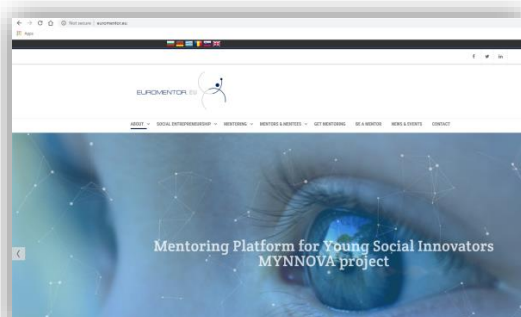 Not secure | euromentor.eu
Apps
EUROMENTOR.EU
ABOUT SOCIAL ENTREPRENEURSHIP MENTORING MENTORS & MENTEES GET MENTORING BE A MENTOR NEWS & EVENTS CONTACT
Mentoring Platform for Young Social Innovators
MYNNOVA project